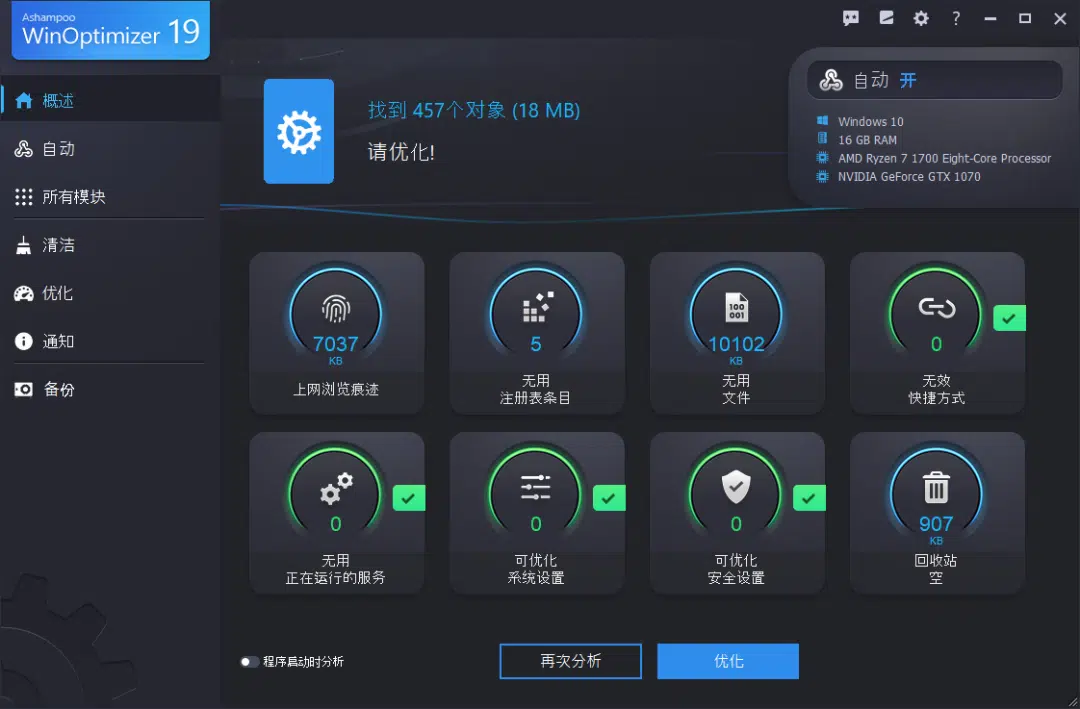 Ashampoo
WinOptimizer 19
?
概述
自动
所有模块
清洁
优化
通知
备份
找到 457个对象 (18 MB)
请优化!
自动 开
Windows 10
16 GB RAM
AMD Ryzen 7 1700 Eight-Core Processor
NVIDIA GeForce GTX 1070
7037
KB
上网浏览痕迹
5
无用
注册表条目
100
001
10102
KB
无用
文件
0
无效
快捷方式
0
无用
正在运行的服务
0
可优化
系统设置
0
可优化
安全设置
907
KB
回收站
空
程序启动时分析
再次分析
优化